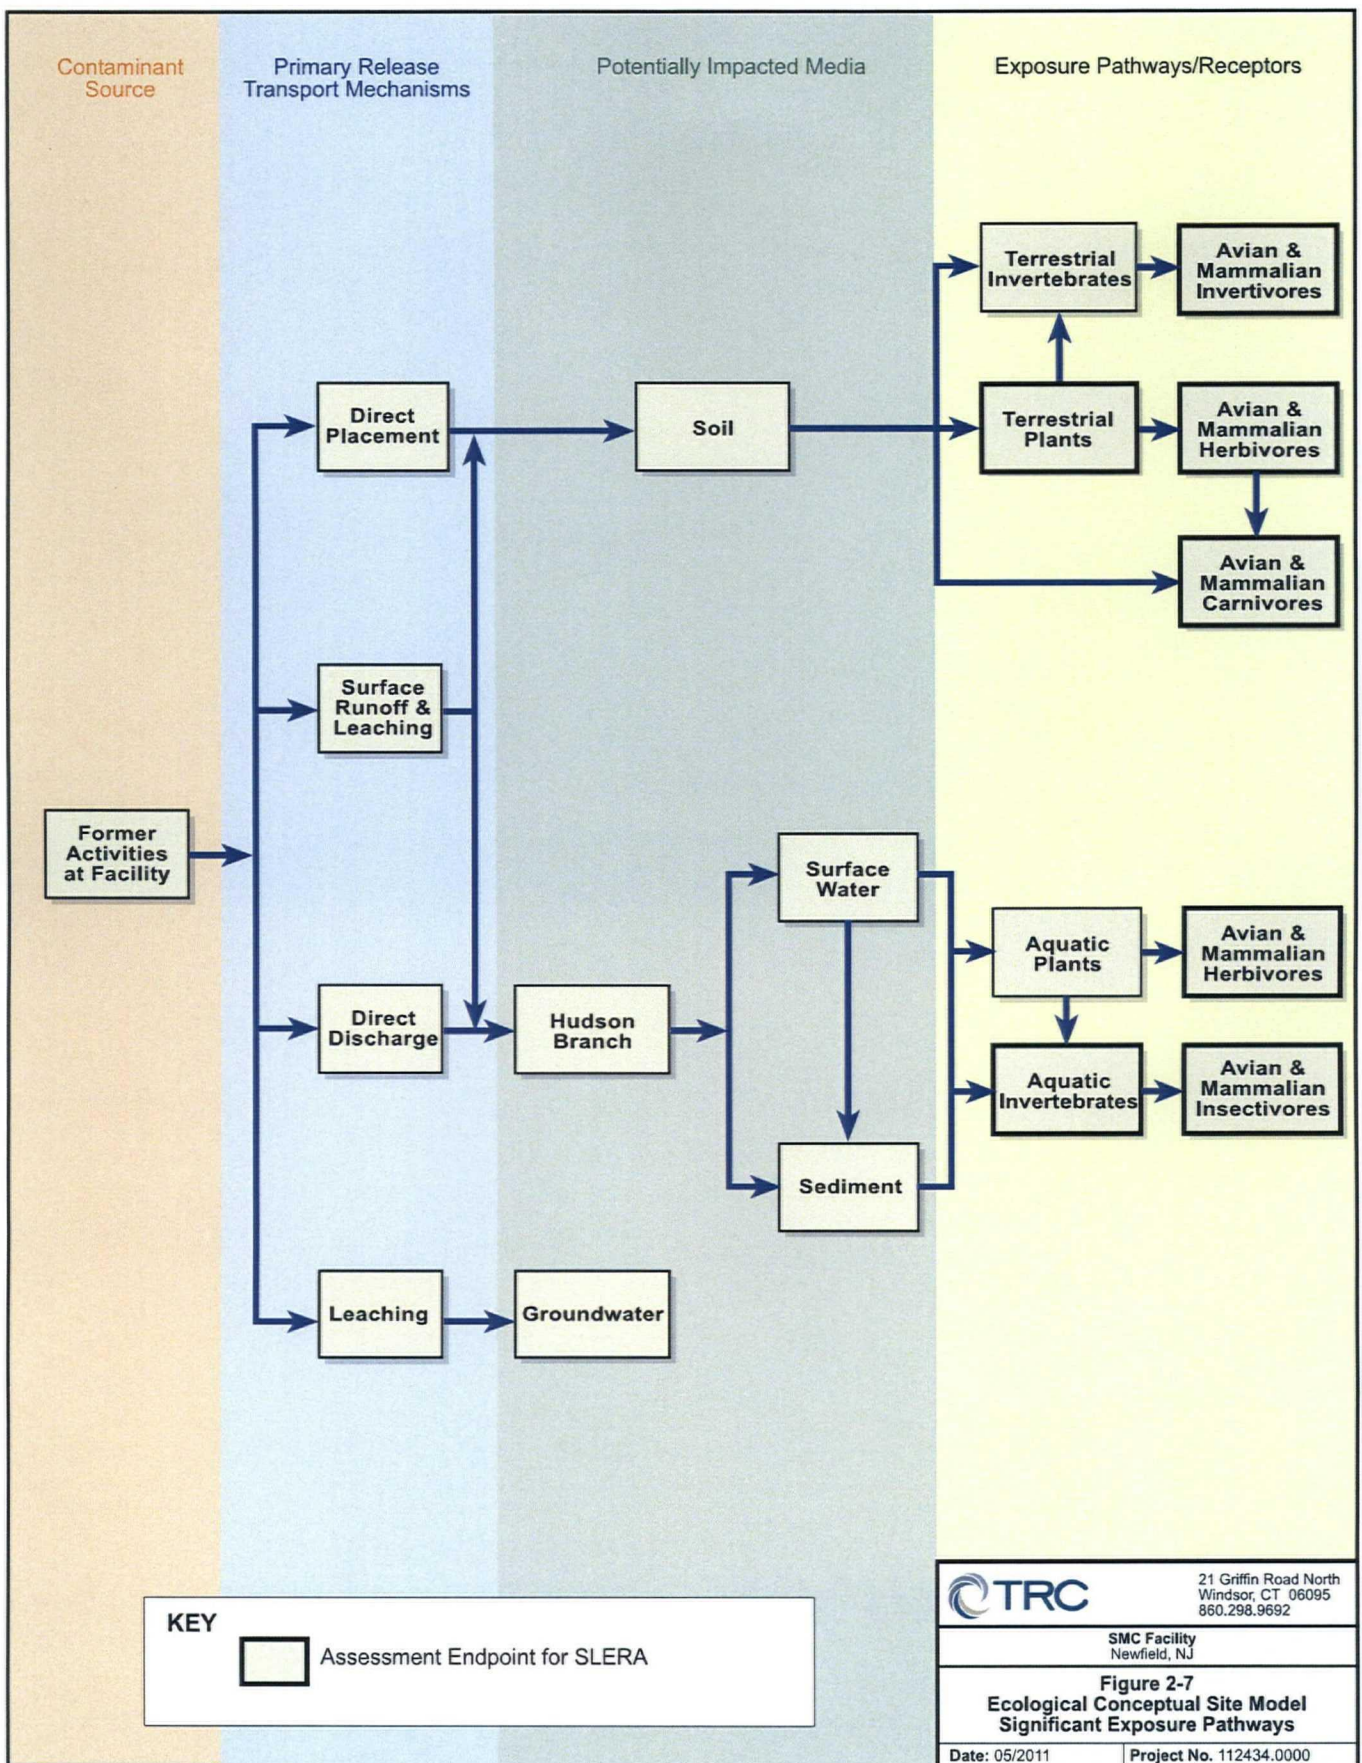 Contaminant
Source
Primary Release
Transport Mechanisms
Potentially Impacted Media
Exposure Pathways/Receptors
Terrestrial
Invertebrates
Avian &
Mammalian
Invertivores
Direct
Placement
Soil
Terrestrial
Plants
Avian &
Mammalian
Herbivores
Avian &
Mammalian
Carnivores
Surface
Runoff &
Leaching
Former
Activities
at Facility
Surface
Water
Aquatic
Plants
Avian &
Mammalian
Herbivores
Direct
Discharge
Hudson
Branch
Aquatic
Invertebrates
Avian &
Mammalian
Insectivores
Sediment
Leaching
Groundwater
KEY
Assessment Endpoint for SLERA
TRC
21 Griffin Road North
Windsor, CT 06095
860.298.9692
SMC Facility
Newfield, NJ
Figure 2-7
Ecological Conceptual Site Model
Significant Exposure Pathways
Date: 05/2011
Project No. 112434.0000